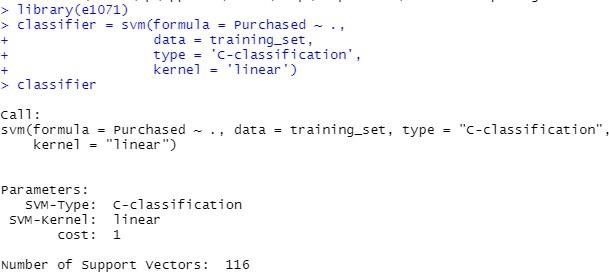 > library(e1071)
> classifier = svm(formula = Purchased ~ .,
+                  data = training_set,
+                  type = 'C-classification',
+                  kernel = 'linear')
> classifier
Call:
svm(formula = Purchased ~ ., data = training_set, type = "C-classification",
    kernel = "linear")
Parameters:
   SVM-Type:  C-classification
 SVM-Kernel:  linear
       cost:  1
Number of Support Vectors:  116